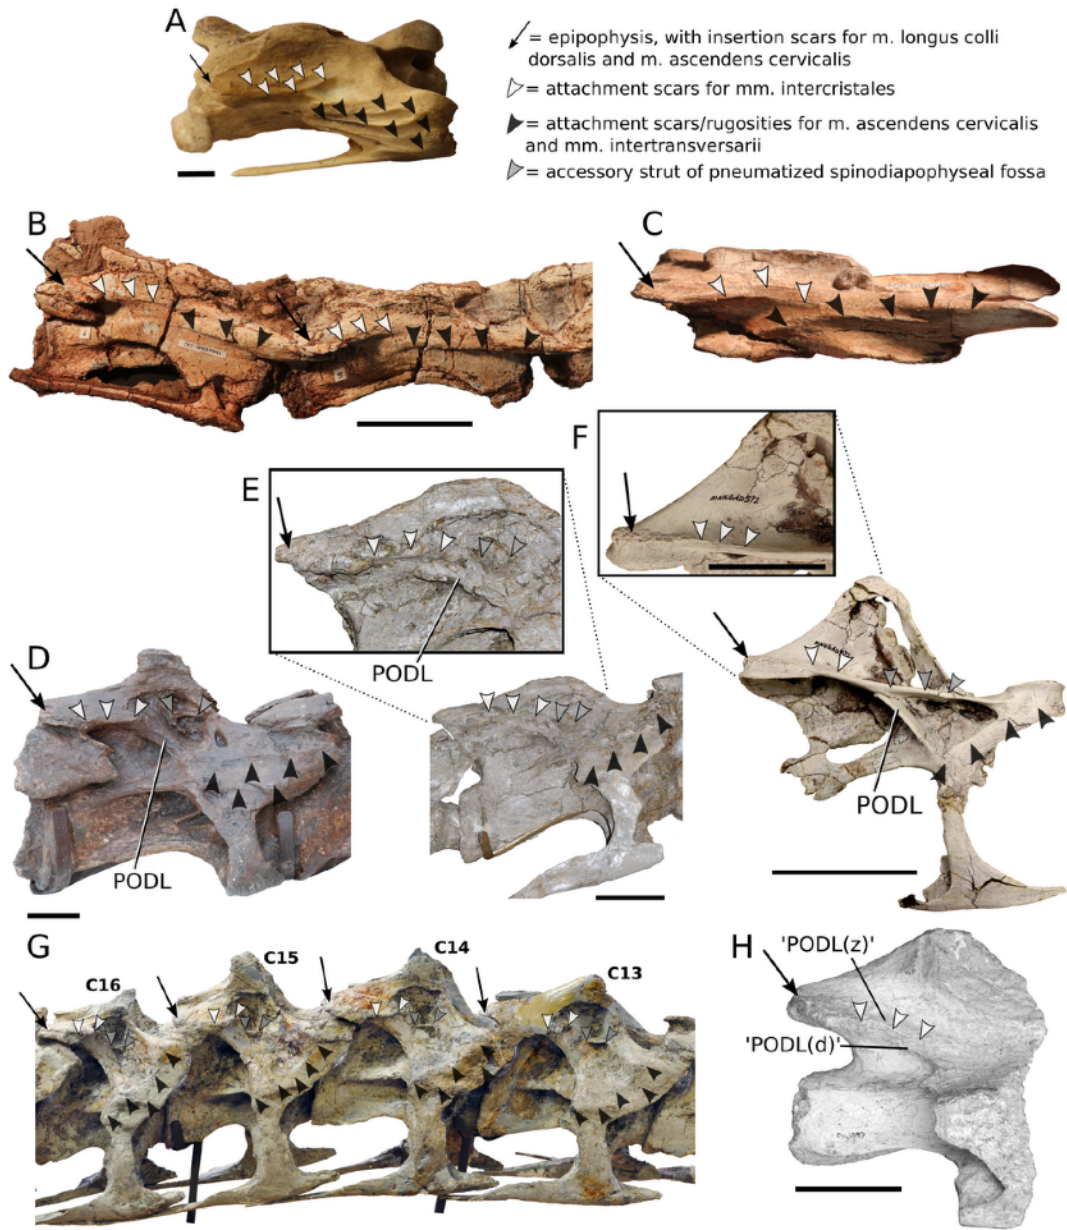 A
= epipophysis, with insertion scars for m. longus colli
dorsalis and m. ascendens cervicalis
= attachment scars for mm. intercristales
= attachment scars/rugosities for m. ascendens cervicalis
and mm. intertransversarii
= accessory strut of pneumatized spinodiapophyseal fossa
B
C
F
E
PODL
D
PODL
PODL
G
C16
C15
C14
C13
H
'PODL(z)'
'PODL(d)'